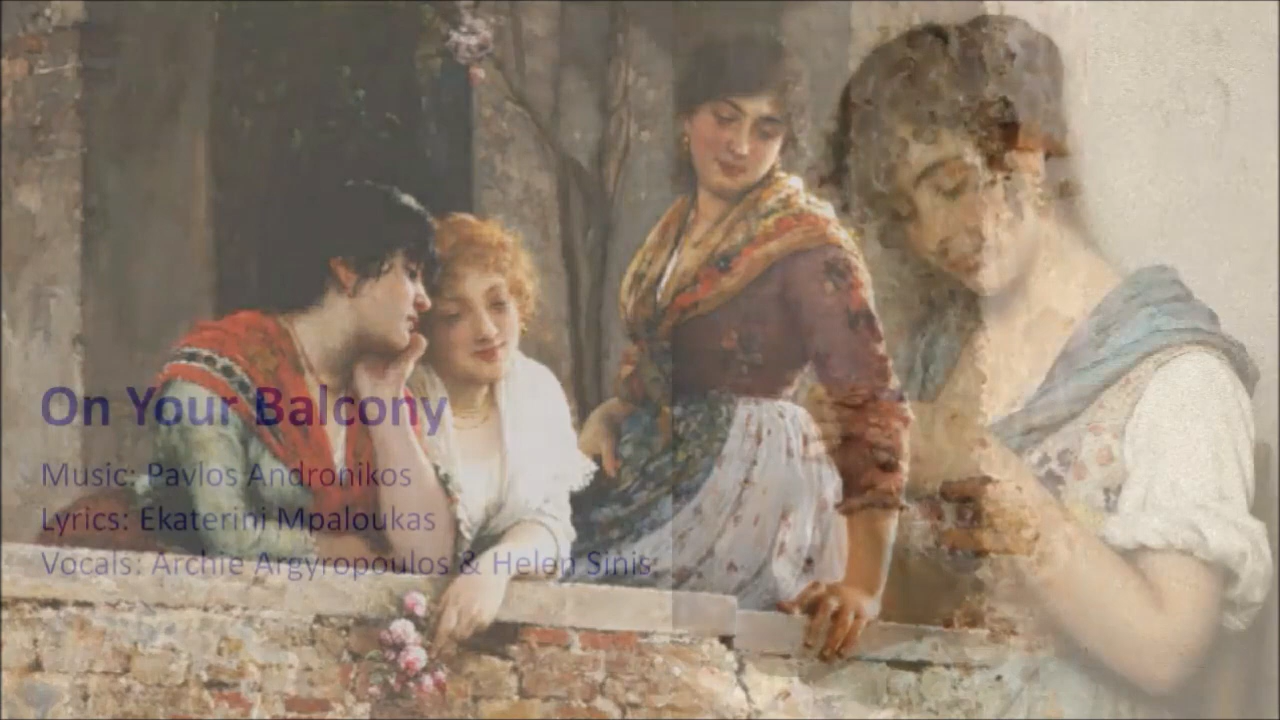 On Your Balcony
Music: Pavlos Andronikos
Lyrics: Ekaterini Mpaloukas
Vocals: Archie Argyropoulos & Helen Sinis